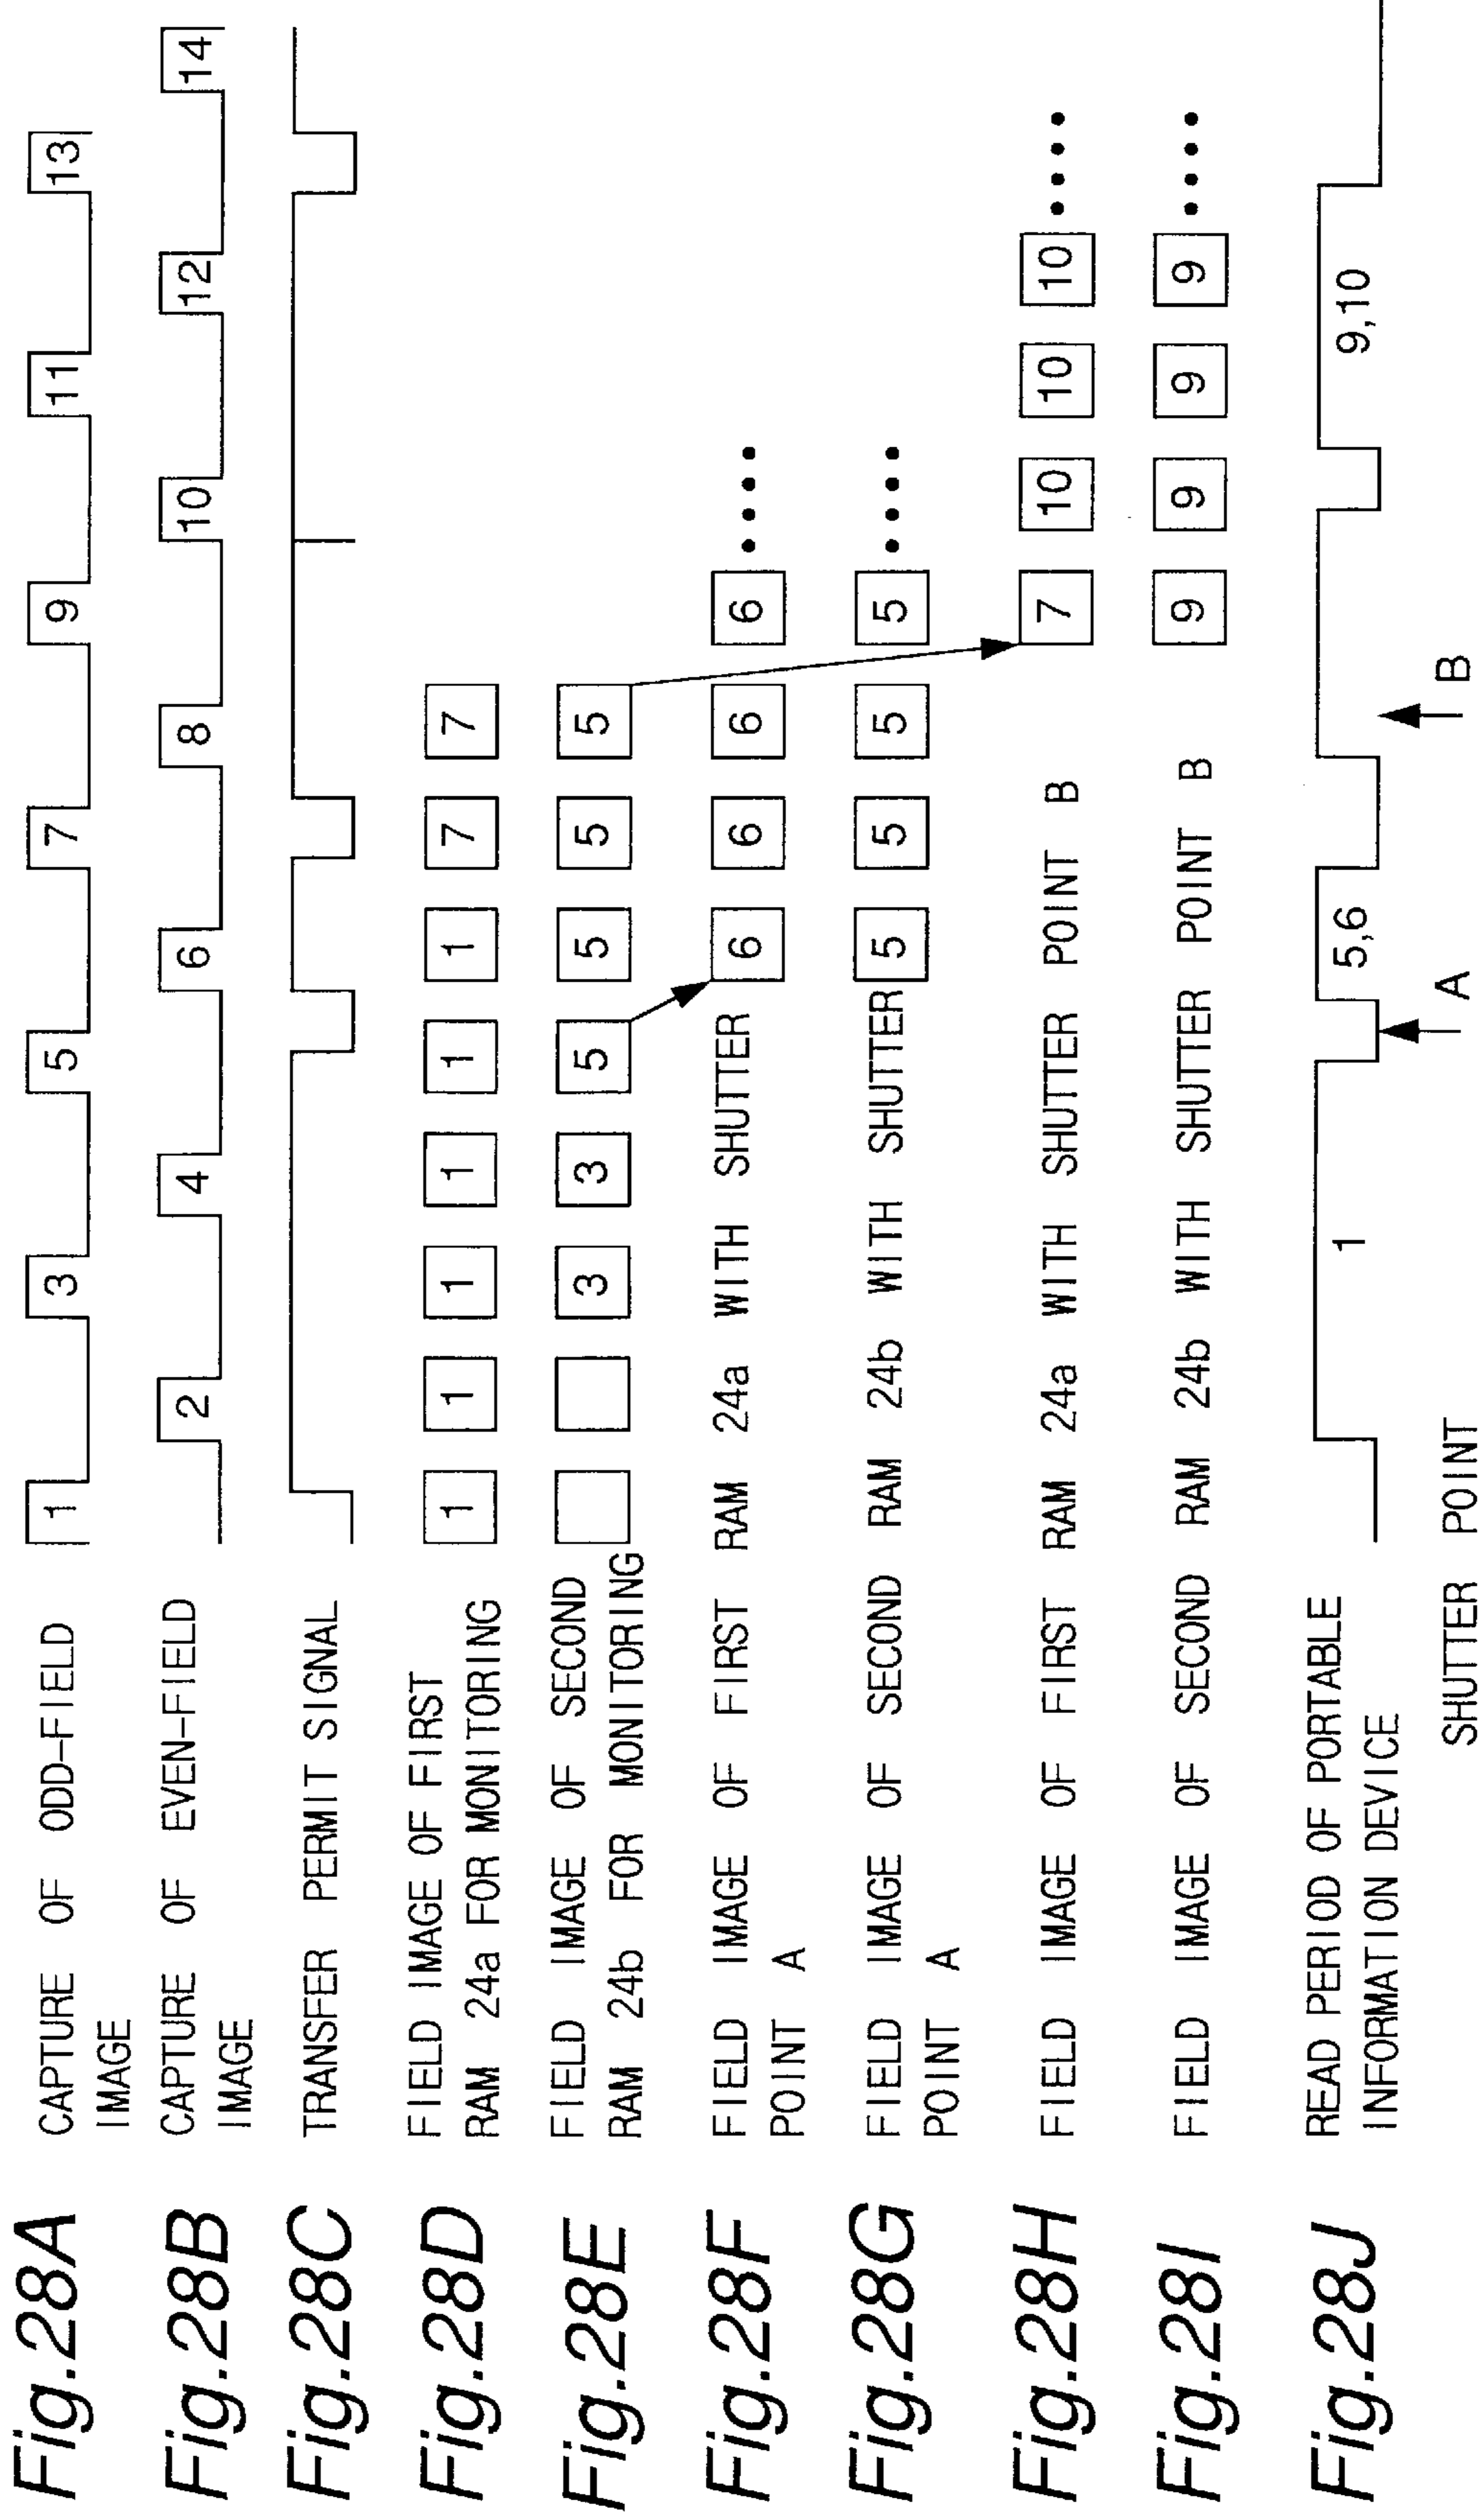 Fig.28A
CAPTURE OF ODD-FIELD
IMAGE
1 3 5 7 9 11 13
Fig.28B
CAPTURE OF EVEN-FIELD
IMAGE
2 4 6 8 10 12 14
Fig.28C
TRANSFER PERMIT SIGNAL
Fig.28D
FIELD IMAGE OF FIRST
RAM 24a FOR MONITORING
1 1 1 1 1 1 7 7
Fig.28E
FIELD IMAGE OF SECOND
RAM 24b FOR MONITORING
3 3 5 5 5 5
Fig.28F
FIELD IMAGE OF FIRST RAM 24a WITH SHUTTER
POINT A
6 6 6 6 ••••
Fig.28G
FIELD IMAGE OF SECOND RAM 24b WITH SHUTTER
POINT A
5 5 5 5 ••••
Fig.28H
FIELD IMAGE OF FIRST RAM 24a WITH SHUTTER POINT B
7 10 10 10 ••••
Fig.28I
FIELD IMAGE OF SECOND RAM 24b WITH SHUTTER POINT B
9 9 9 9 ••••
Fig.28J
READ PERIOD OF PORTABLE
INFORMATION DEVICE
1 5,6 9,10
SHUTTER POINT A B